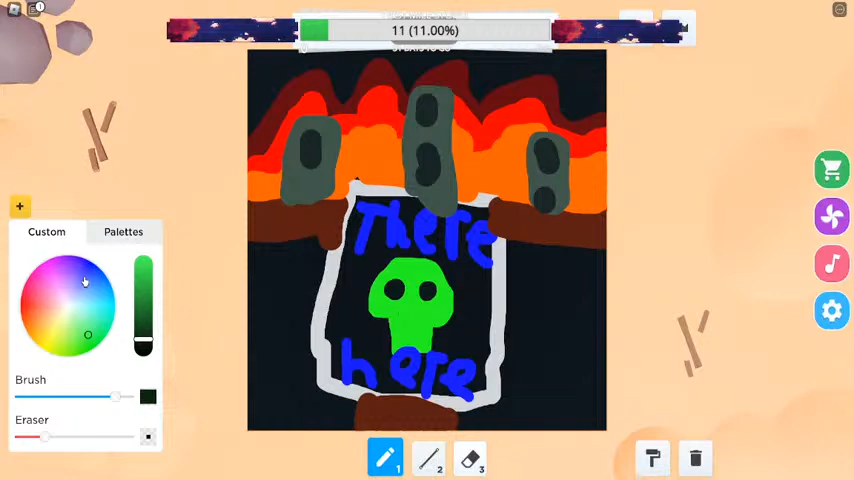 11 (11.00%)
There
here
Custom
Palettes
Brush
Eraser
1
2
3